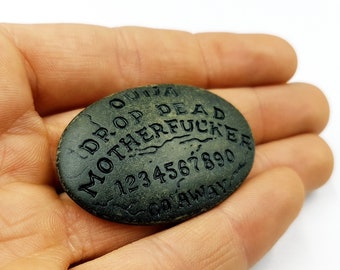 OUIJA
DROP DEAD
MOTHERFUCKER
1234567890
GO AWAY